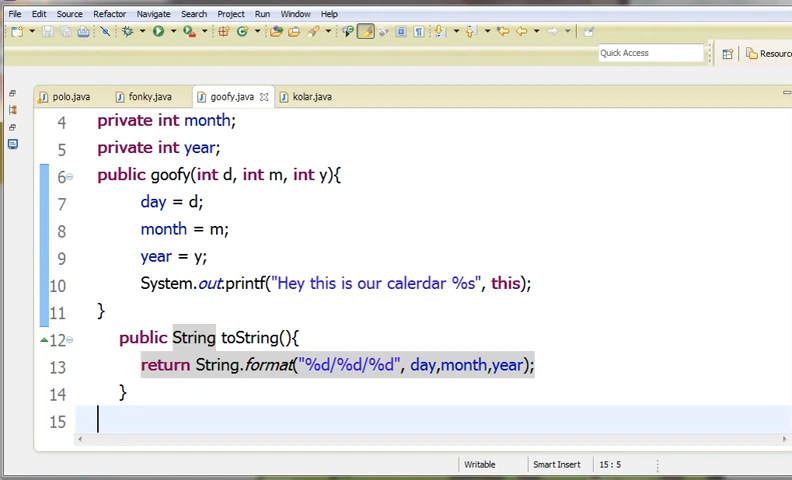 File Edit Source Refactor Navigate Search Project Run Window Help
Quick Access
Resource
polo.java fonky.java goofy.java kolar.java
4 private int month;
5 private int year;
6 public goofy(int d, int m, int y){
7 day = d;
8 month = m;
9 year = y;
10 System.out.printf("Hey this is our calerdar %s", this);
11 }
12 public String toString(){
13 return String.format("%d/%d/%d", day,month,year);
14 }
15
Writable Smart Insert 15 : 5